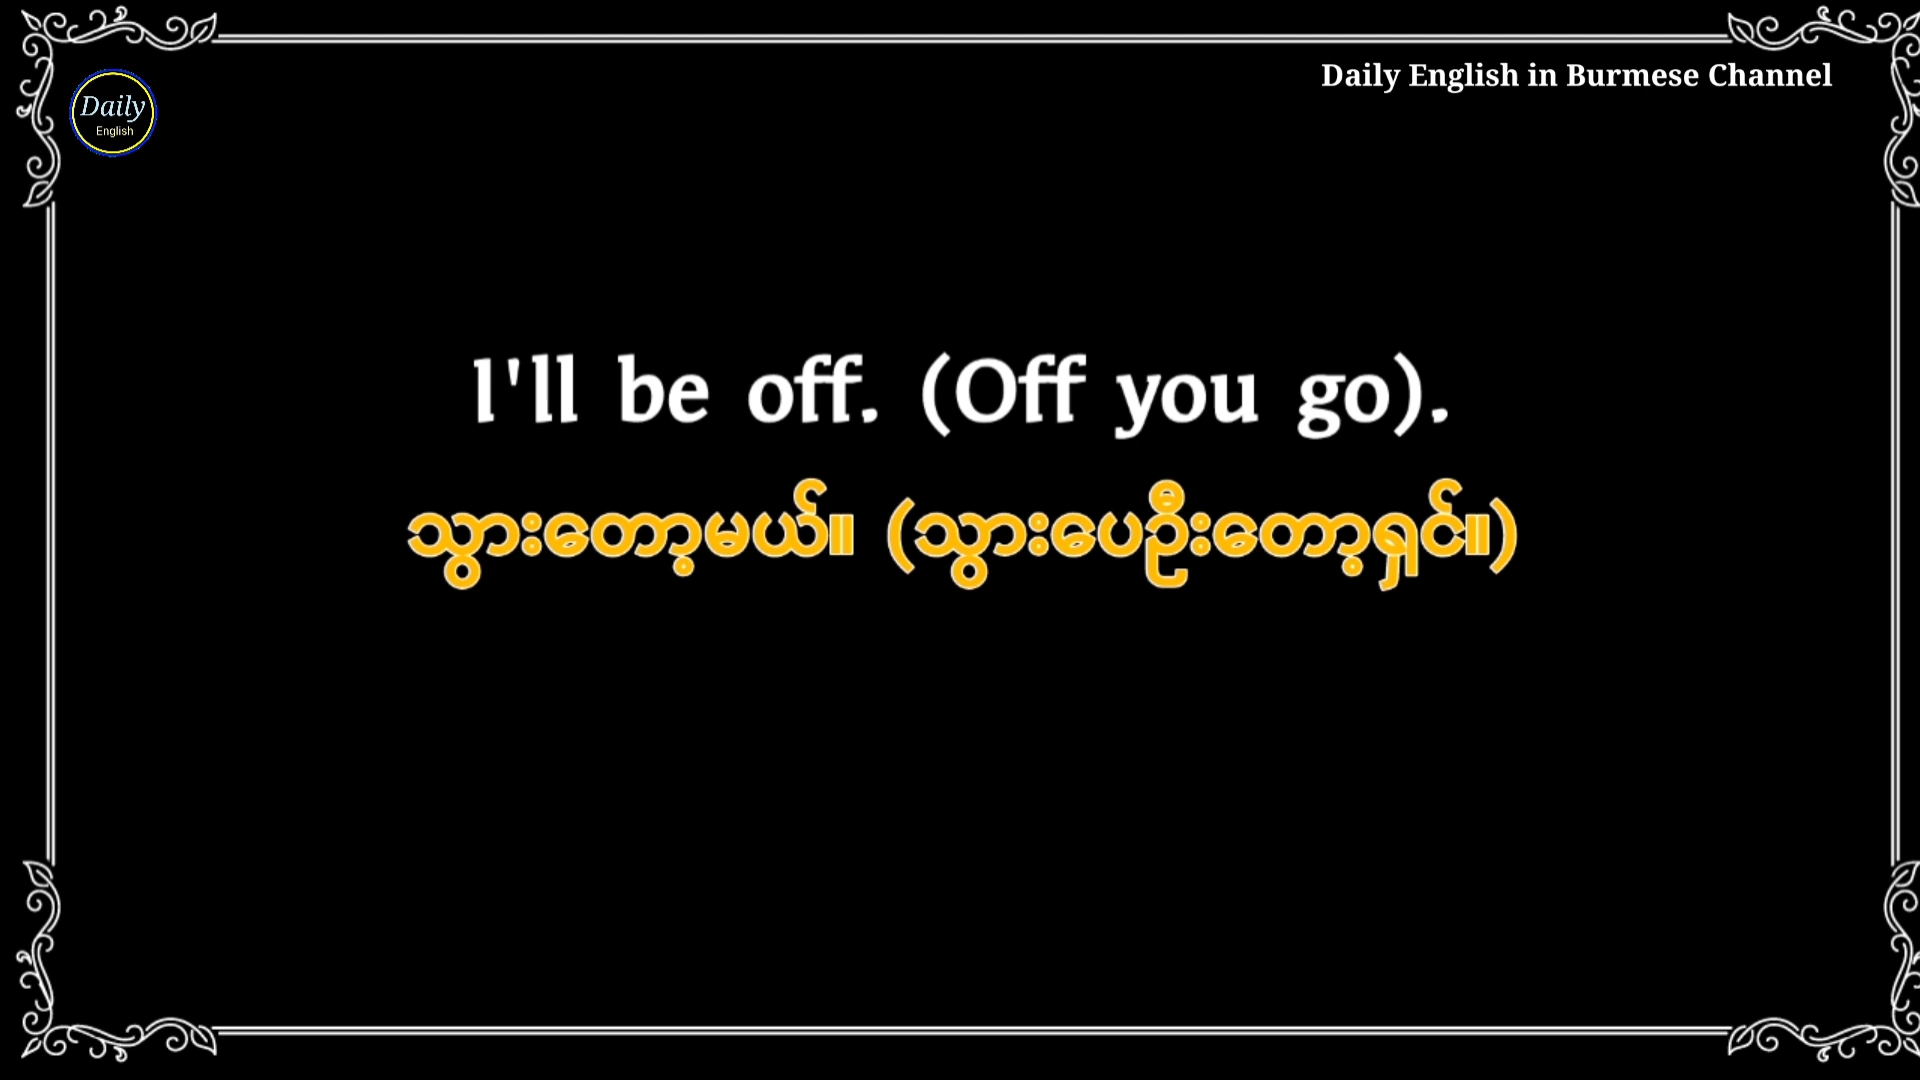 Daily English in Burmese Channel
Daily
English
I'll be off. (Off you go).
သွားတော့မယ်။ (သွားပေဦးတော့ရှင်။)